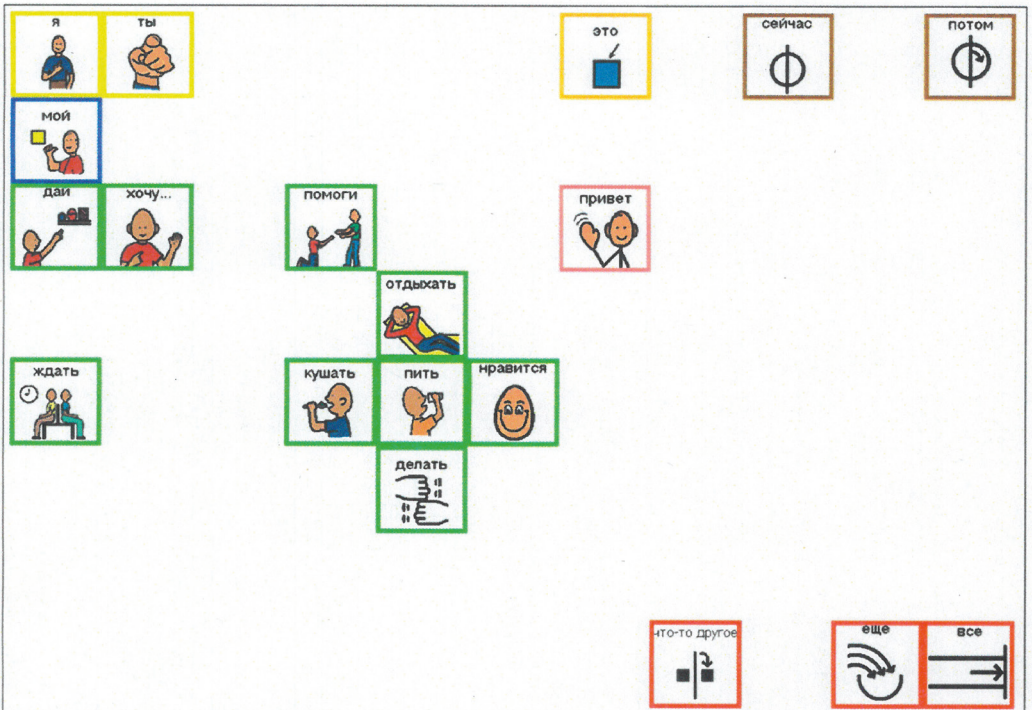 я
ты
это
сейчас
потом
мой
дай
хочу...
помоги
привет
отдыхать
ждать
кушать
пить
нравится
делать
что-то другое
еще
все